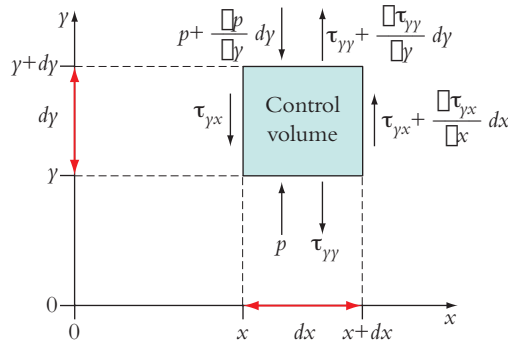 y
p + ▯p/▯y dy
τyy + ▯τyy/▯y dy
y+dy
dy
τyx
Control
volume
τyx + ▯τyx/▯x dx
y
p
τyy
0
0
x
dx
x+dx
x